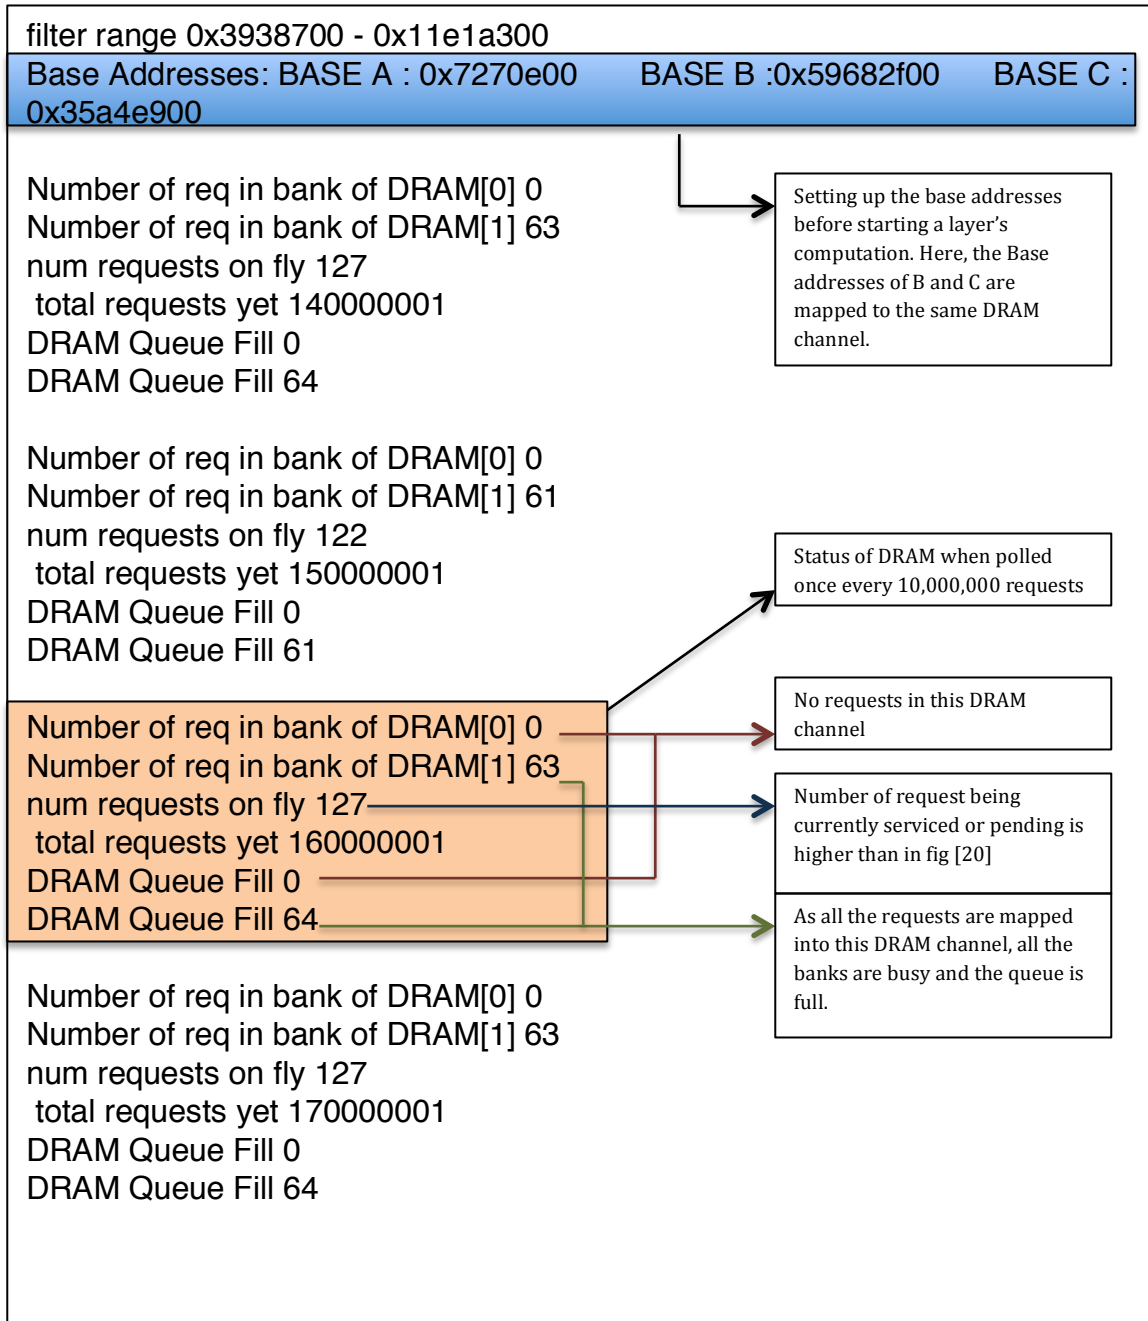 filter range 0x3938700 - 0x11e1a300
Base Addresses: BASE A : 0x7270e00 BASE B :0x59682f00 BASE C :
0x35a4e900
Number of req in bank of DRAM[0] 0
Number of req in bank of DRAM[1] 63
num requests on fly 127
total requests yet 140000001
DRAM Queue Fill 0
DRAM Queue Fill 64
Setting up the base addresses
before starting a layer's
computation. Here, the Base
addresses of B and C are
mapped to the same DRAM
channel.
Number of req in bank of DRAM[0] 0
Number of req in bank of DRAM[1] 61
num requests on fly 122
total requests yet 150000001
DRAM Queue Fill 0
DRAM Queue Fill 61
Status of DRAM when polled
once every 10,000,000 requests
Number of req in bank of DRAM[0] 0
Number of req in bank of DRAM[1] 63
num requests on fly 127
total requests yet 160000001
DRAM Queue Fill 0
DRAM Queue Fill 64
No requests in this DRAM
channel
Number of request being
currently serviced or pending is
higher than in fig [20]
As all the requests are mapped
into this DRAM channel, all the
banks are busy and the queue is
full.
Number of req in bank of DRAM[0] 0
Number of req in bank of DRAM[1] 63
num requests on fly 127
total requests yet 170000001
DRAM Queue Fill 0
DRAM Queue Fill 64